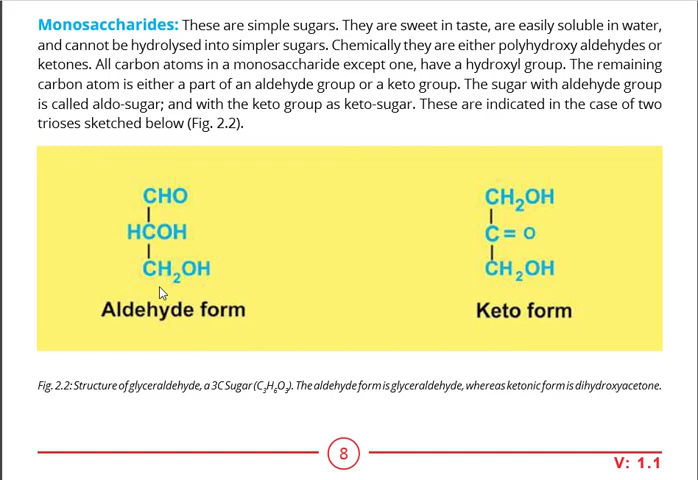 Monosaccharides: These are simple sugars. They are sweet in taste, are easily soluble in water,
and cannot be hydrolysed into simpler sugars. Chemically they are either polyhydroxy aldehydes or
ketones. All carbon atoms in a monosaccharide except one, have a hydroxyl group. The remaining
carbon atom is either a part of an aldehyde group or a keto group. The sugar with aldehyde group
is called aldo-sugar; and with the keto group as keto-sugar. These are indicated in the case of two
trioses sketched below (Fig. 2.2).
CHO
HCOH
CH₂OH
Aldehyde form
CH₂OH
C = O
CH₂OH
Keto form
Fig. 2.2: Structure of glyceraldehyde, a 3C Sugar (C₃H₆O₃). The aldehyde form is glyceraldehyde, whereas ketonic form is dihydroxyacetone.
8
V: 1.1